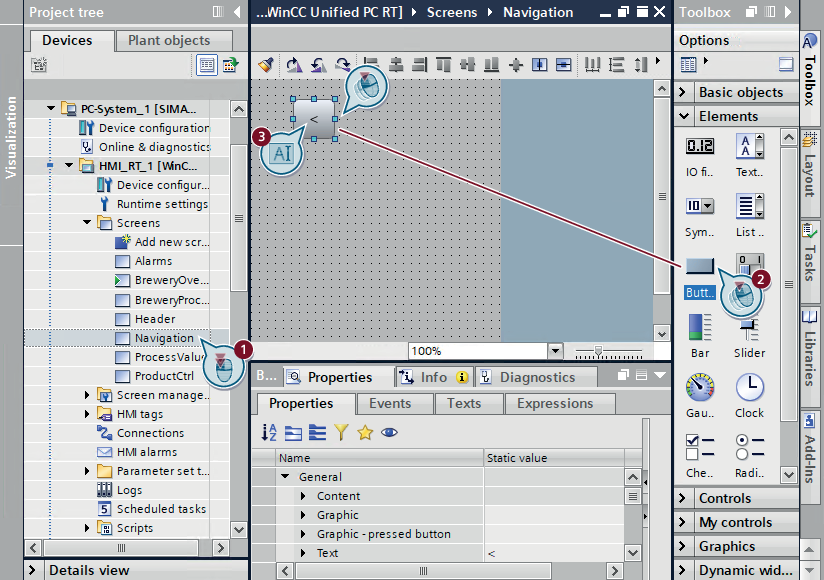 Visualization
Project tree
Devices
Plant objects
PC-System_1 [SIMA...
Device configuration
Online & diagnostics
HMI_RT_1 [WinC...
Device configur...
Runtime settings
Screens
Add new scr...
Alarms
BreweryOve...
BreweryProc...
Header
Navigation
1
ProcessValu
ProductCtrl
Screen manage...
HMI tags
Connections
HMI alarms
Parameter set t...
Logs
5
Scheduled tasks
Scripts
Details view
...WinCC Unified PC RT]
Screens
Navigation
<
3
AI
100%
B...
Properties
Info
Diagnostics
Properties
Events
Texts
Expressions
Name
Static value
General
Content
Graphic
Graphic - pressed button
Text
<
Toolbox
Options
Basic objects
Elements
0.12
IO fi..
A
A
Text..
10
Sym..
List ..
0 1
Butt..
2
Bar
Slider
Gau..
Clock
Che..
Radi..
Controls
My controls
Graphics
Dynamic wid...
Toolbox
Layout
Tasks
Libraries
Add-Ins